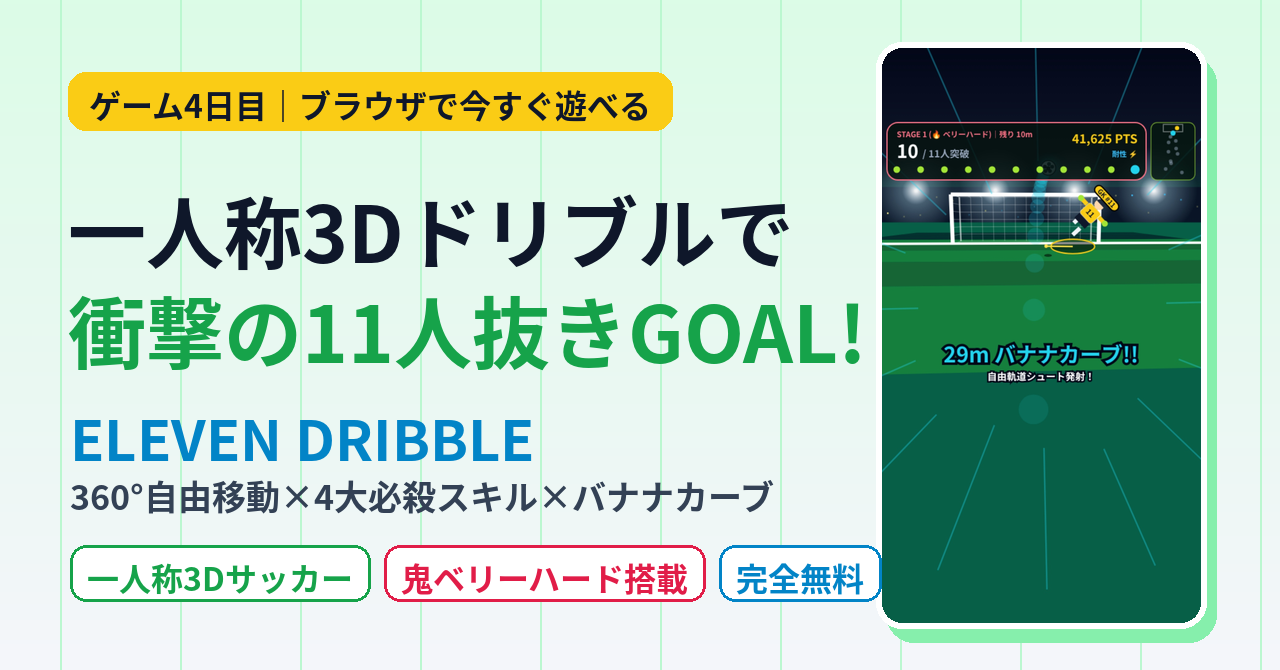 ゲーム4日目｜ブラウザで今すぐ遊べる
一人称3Dドリブルで
衝撃の11人抜きGOAL!
ELEVEN DRIBBLE
360°自由移動×4大必殺スキル×バナナカーブ
一人称3Dサッカー
鬼ベリーハード搭載
完全無料
STAGE 1 (🔥 ベリーハード)｜残り 10m
41,625 PTS
10 / 11人突破
耐性 ⚡
GK #11
11
29m バナナカーブ!!
自由軌道シュート発射！